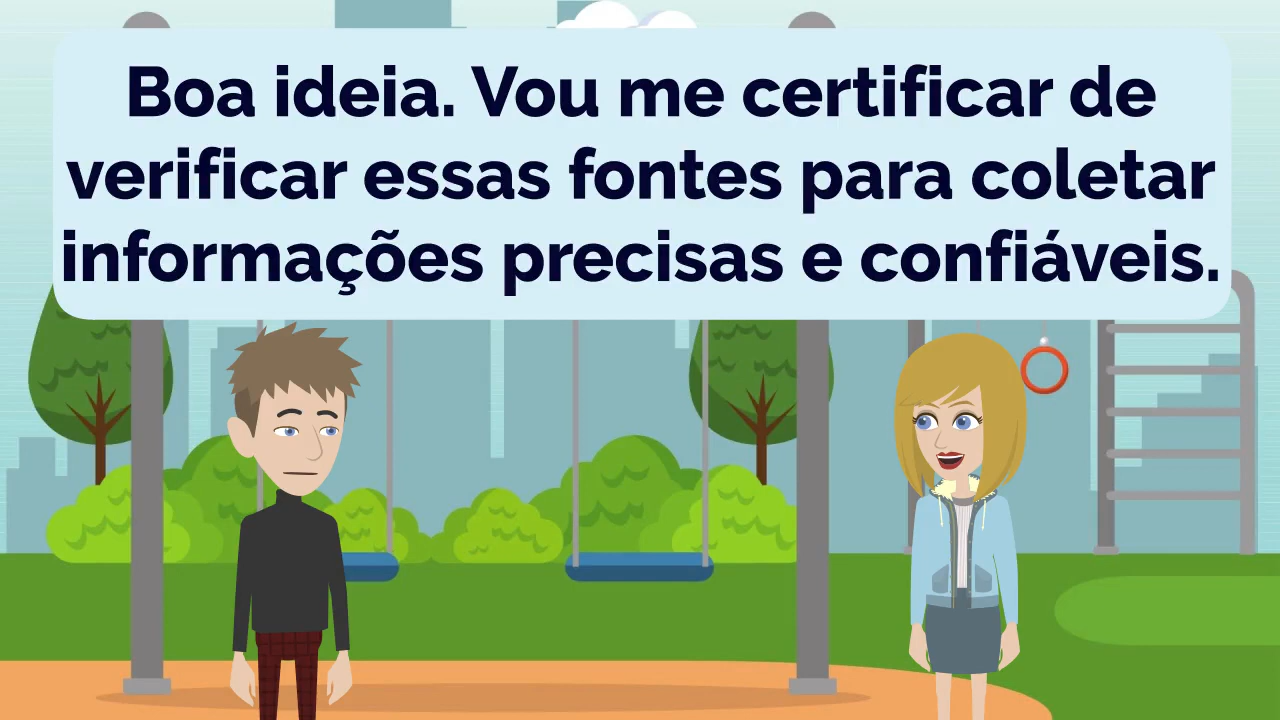 Boa ideia. Vou me certificar de
verificar essas fontes para coletar
informações precisas e confiáveis.